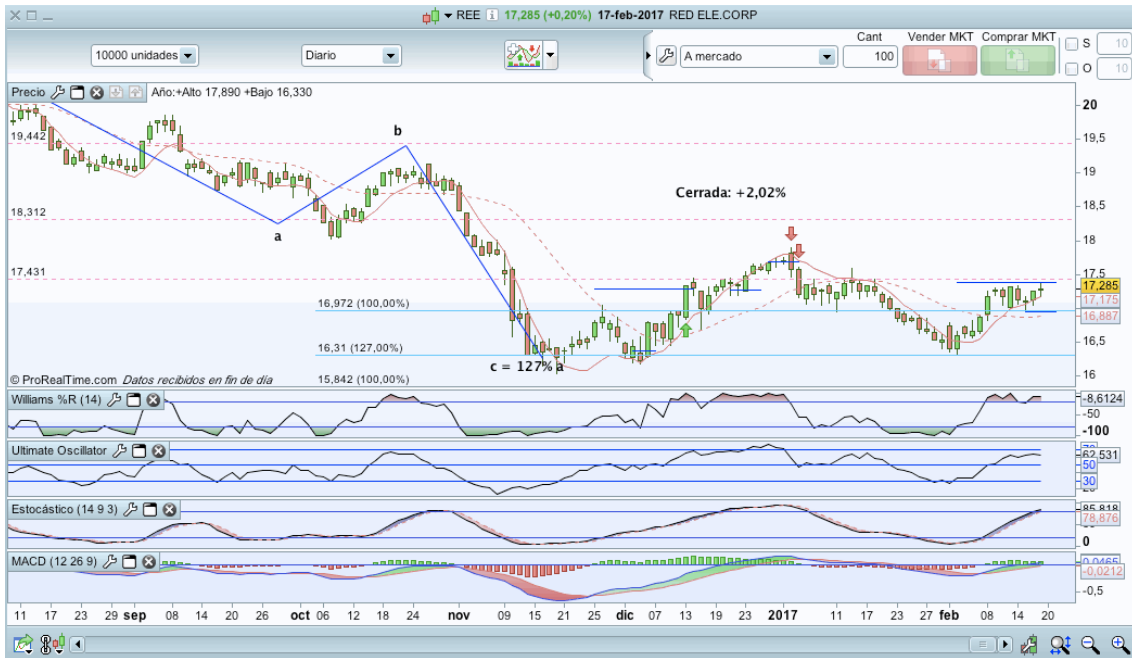 REE 17,285 (+0,20%) 17-feb-2017 RED ELE.CORP
10000 unidades
Diario
A mercado
Cant
100
Vender MKT
Comprar MKT
S 10
O 10
Precio Año:+Alto 17,890 +Bajo 16,330
20
19,5
19
18,5
18
17,5
17,285
17,175
16,887
16,5
16
19,442
18,312
17,431
a
b
Cerrada: +2,02%
16,972 (100,00%)
16,31 (127,00%)
c = 127% a
15,842 (100,00%)
© ProRealTime.com Datos recibidos en fin de día
Williams %R (14)
-8,6124
-50
-100
Ultimate Oscillator
70
62,531
50
30
Estocástico (14 9 3)
85,818
78,876
0
MACD (12 26 9)
0,0465
-0,0212
-0,5
11 17 23 29 sep 08 14 20 26 oct 06 12 18 24 nov 09 15 21 25 dic 07 13 19 23 2017 11 17 23 27 feb 08 14 20